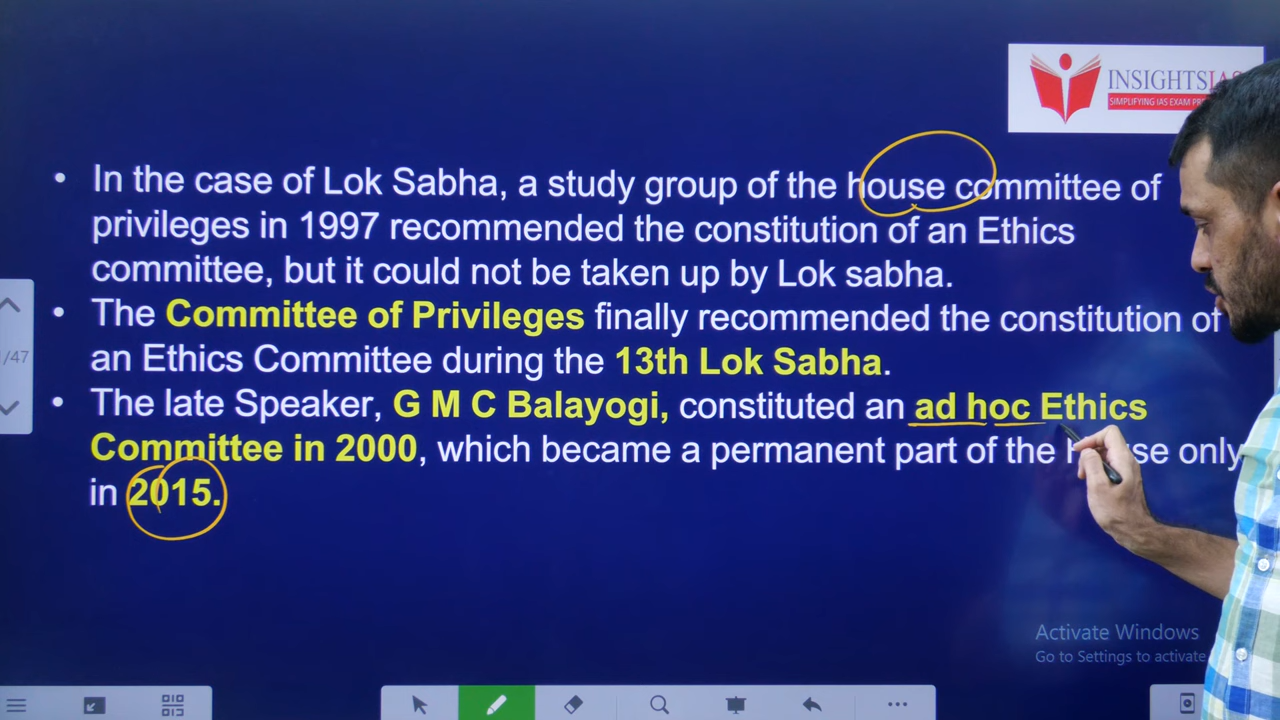 INSIGHTSIAS
SIMPLIFYING IAS EXAM
• In the case of Lok Sabha, a study group of the house committee of
privileges in 1997 recommended the constitution of an Ethics
committee, but it could not be taken up by Lok sabha.
• The Committee of Privileges finally recommended the constitution of
an Ethics Committee during the 13th Lok Sabha.
• The late Speaker, G M C Balayogi, constituted an ad hoc Ethics
Committee in 2000, which became a permanent part of the only
in 2015.
/47
Activate Windows
Go to Settings to activate